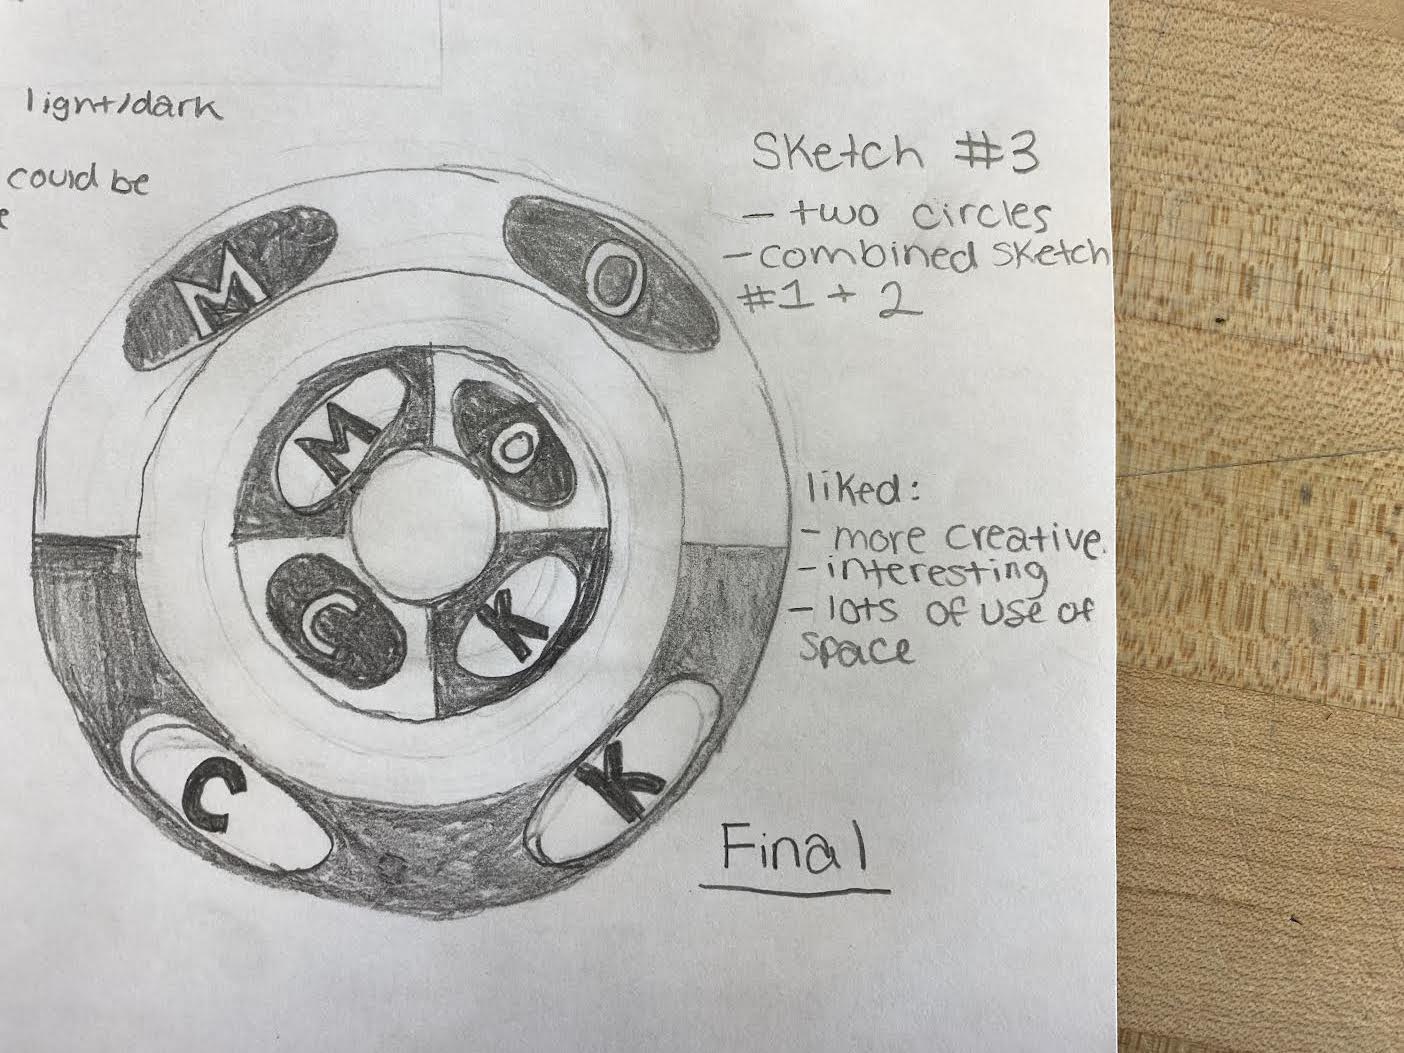 light/dark
could be
Sketch #3
- two circles
- combined sketch
#1 + 2
M O
M O
C K
C K
liked:
- more creative.
- interesting
- lots of use of
space
Final